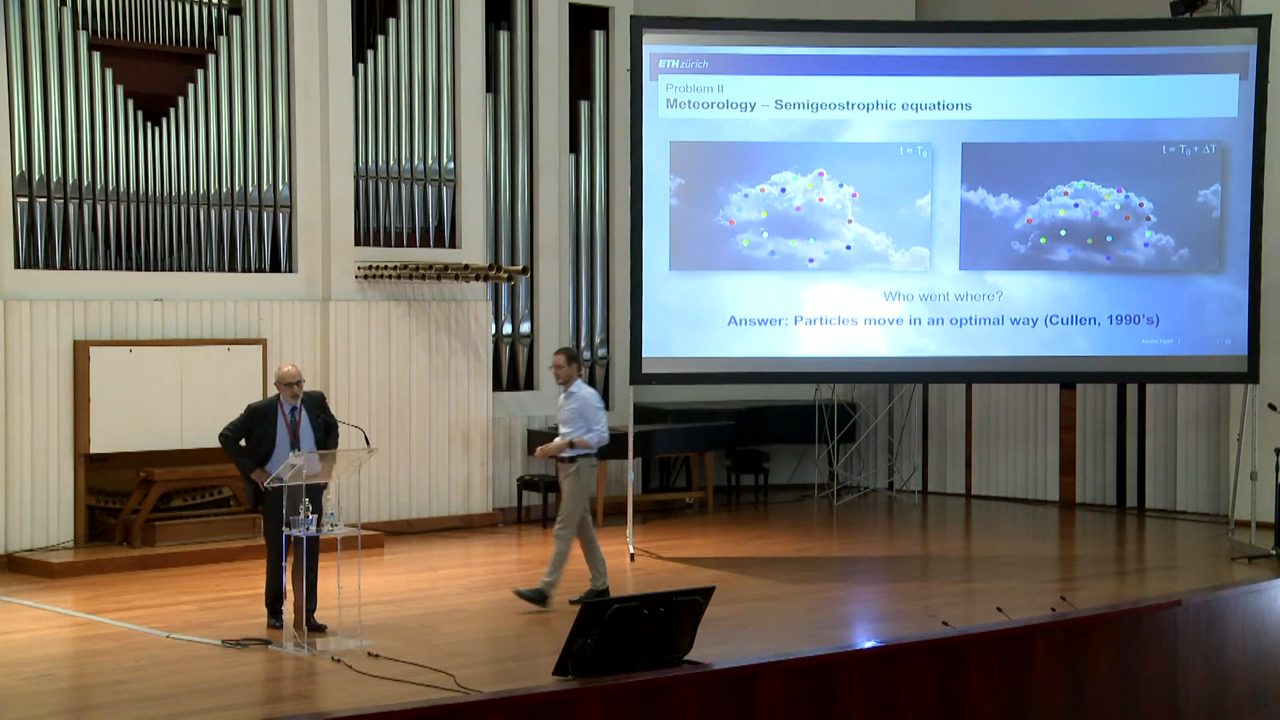 ETH zürich
Problem II
Meteorology – Semigeostrophic equations
t = T₀
t = T₀ + ΔT
Who went where?
Answer: Particles move in an optimal way (Cullen, 1990's)